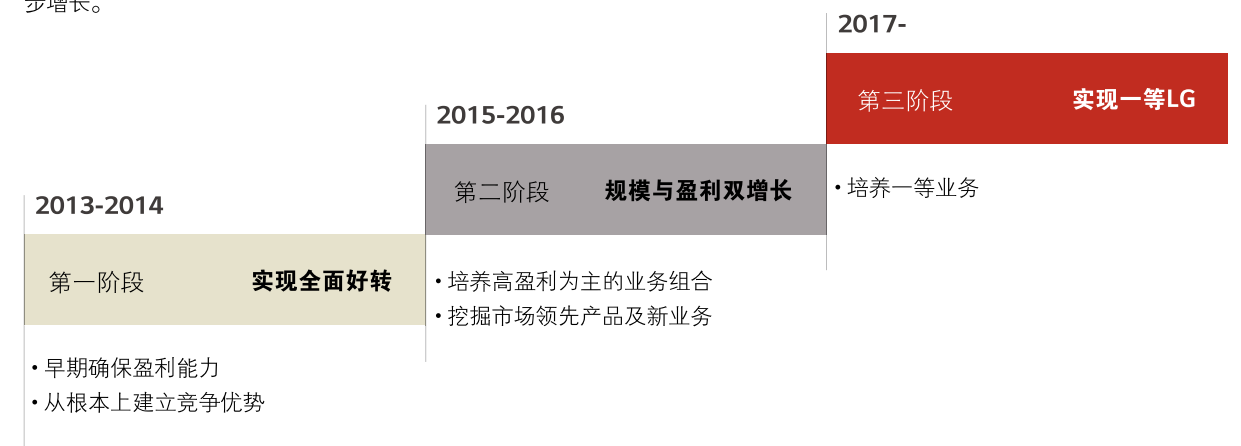 步增长。
2017-
第三阶段 实现一等LG
• 培养一等业务
2015-2016
第二阶段 规模与盈利双增长
• 培养高盈利为主的业务组合
• 挖掘市场领先产品及新业务
2013-2014
第一阶段 实现全面好转
• 早期确保盈利能力
• 从根本上建立竞争优势